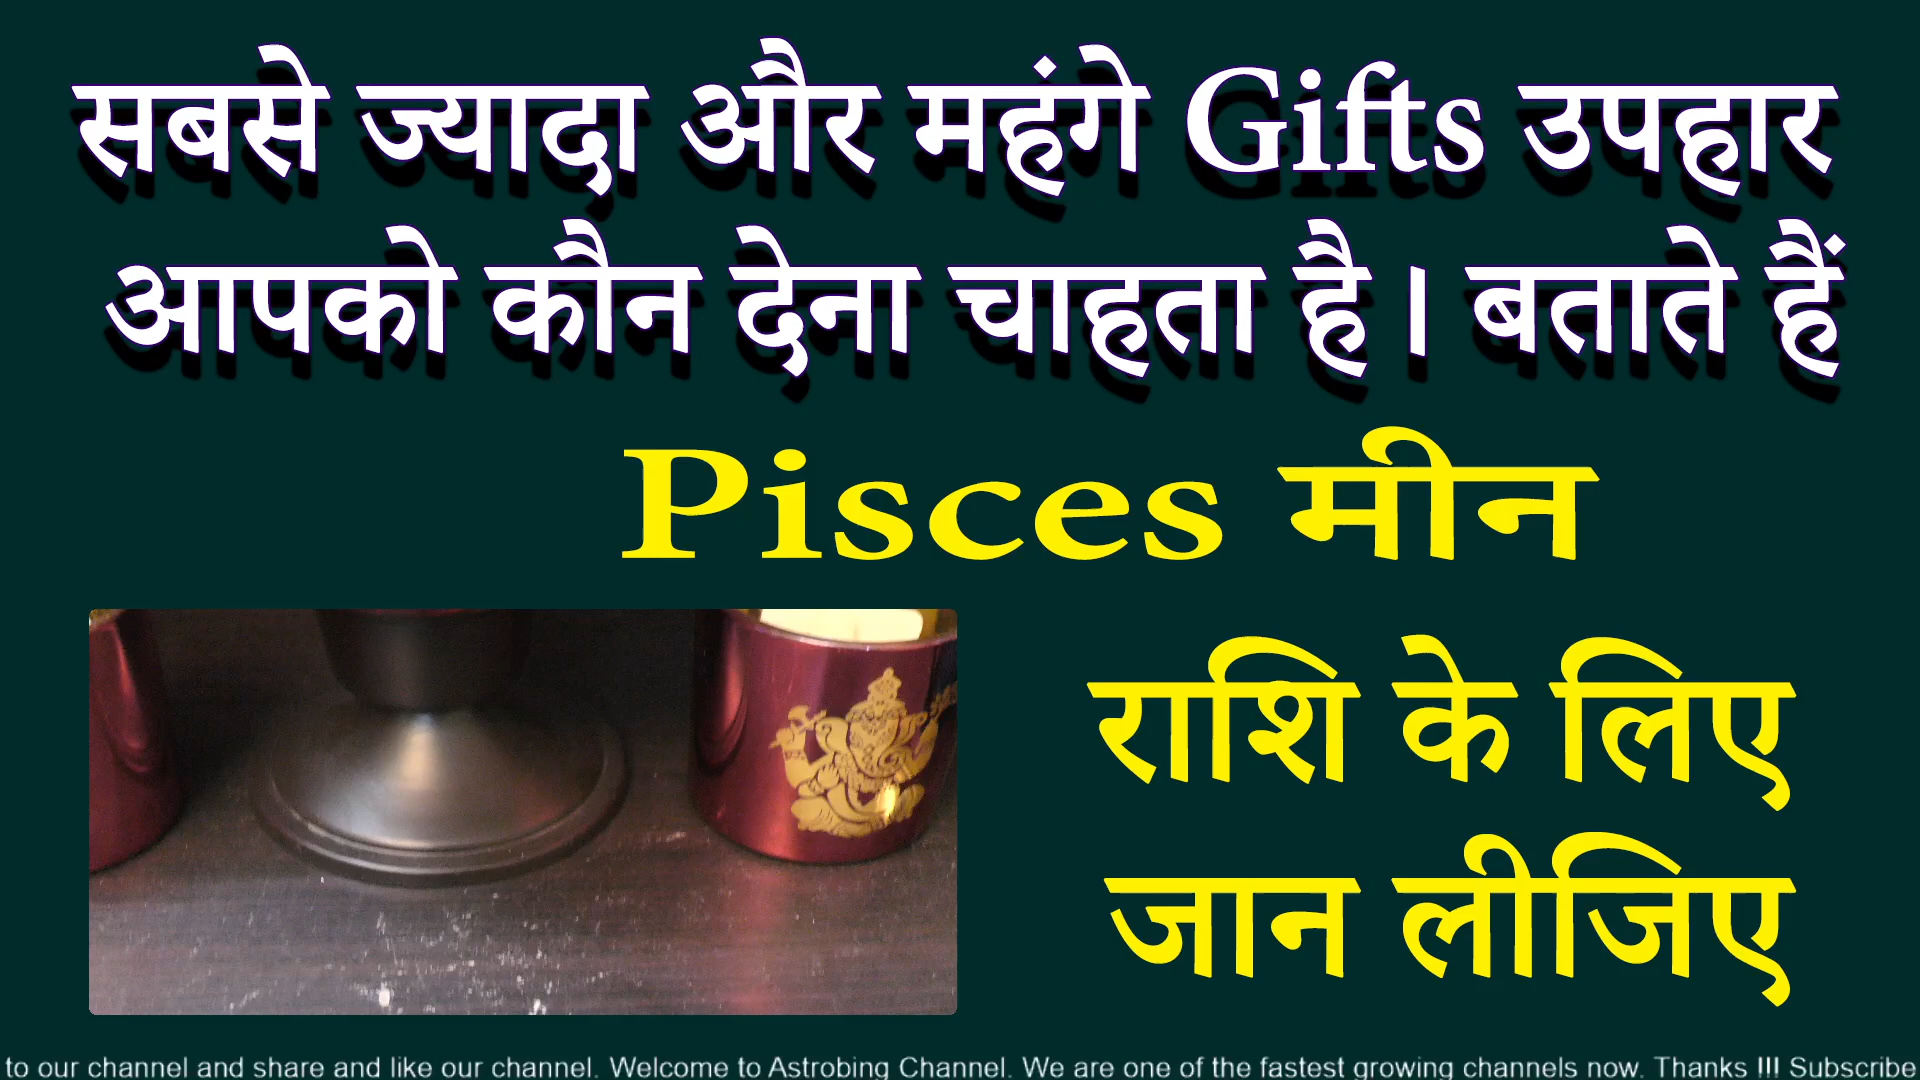 सबसे ज्यादा और महंगे Gifts उपहार
आपको कौन देना चाहता है। बताते हैं
Pisces मीन
राशि के लिए
जान लीजिए
to our channel and share and like our channel. Welcome to Astrobing Channel. We are one of the fastest growing channels now. Thanks !!! Subscribe